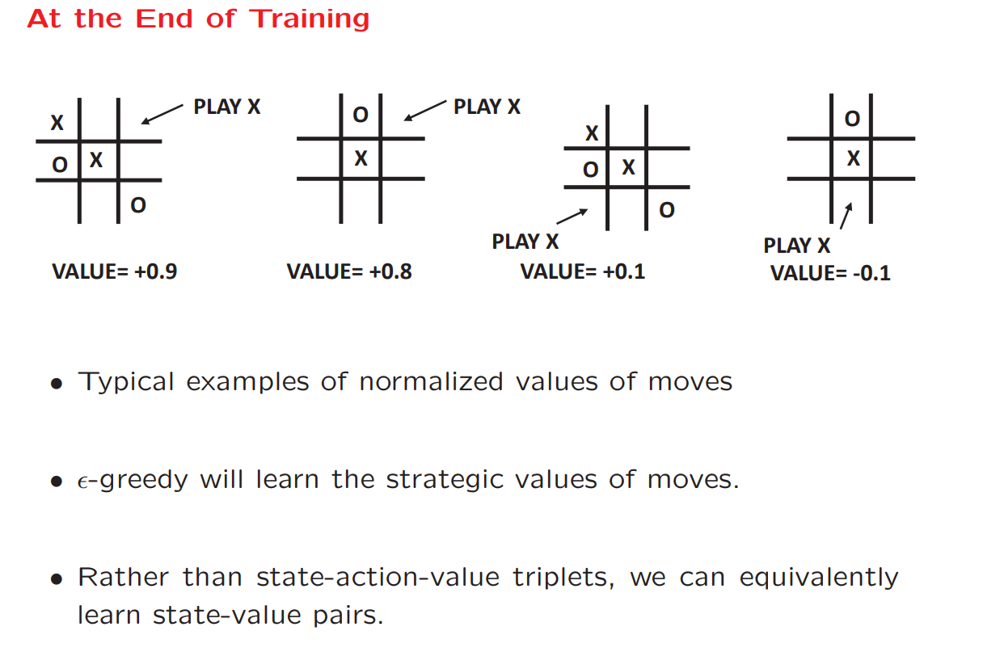 At the End of Training
X
O X
O
PLAY X
VALUE= +0.9
O
X
PLAY X
VALUE= +0.8
X
O X
O
PLAY X
VALUE= +0.1
O
X
PLAY X
VALUE= -0.1
• Typical examples of normalized values of moves
• ϵ-greedy will learn the strategic values of moves.
• Rather than state-action-value triplets, we can equivalently
learn state-value pairs.